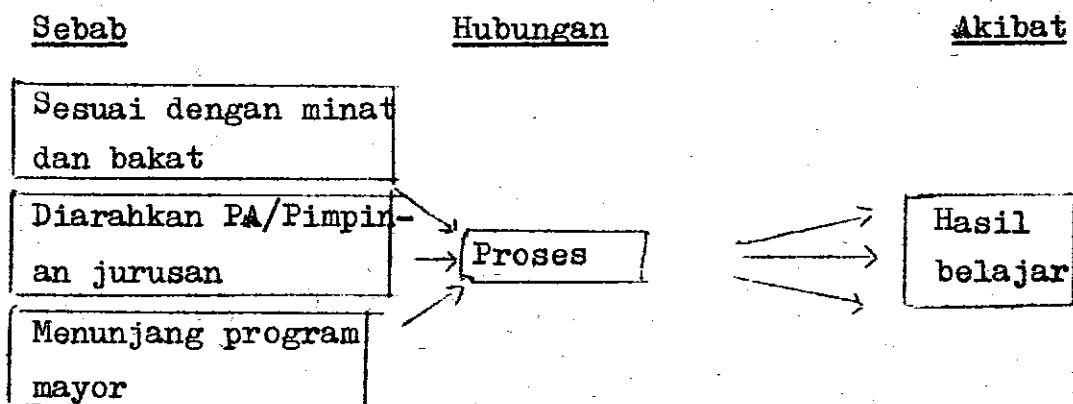 Sebab Hubungan Akibat
Sesuai dengan minat
dan bakat
Diarahkan PA/Pimpin-
an jurusan
Menunjang program
mayor
Proses
Hasil
belajar